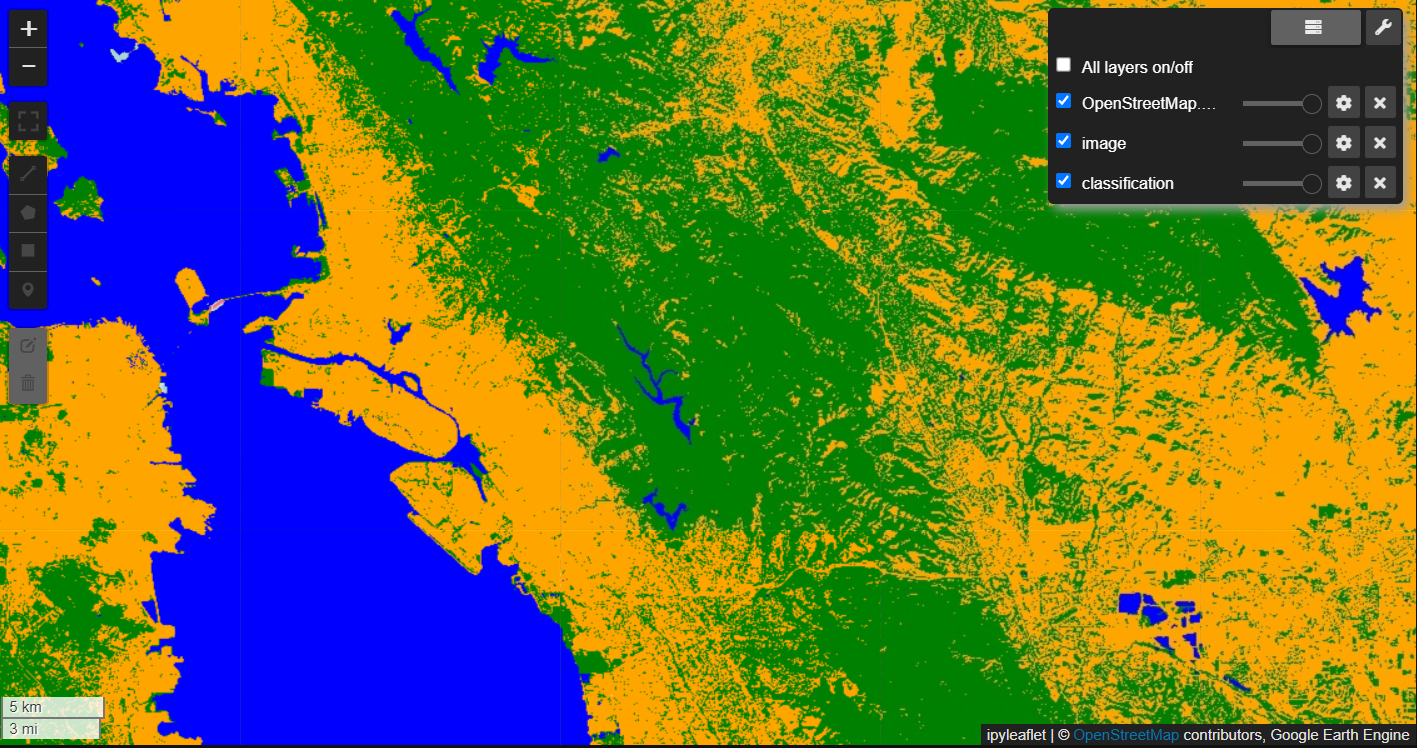 +
All layers on/off
−
OpenStreetMap....
image
classification
5 km
3 mi
ipyleaflet | © OpenStreetMap contributors, Google Earth Engine